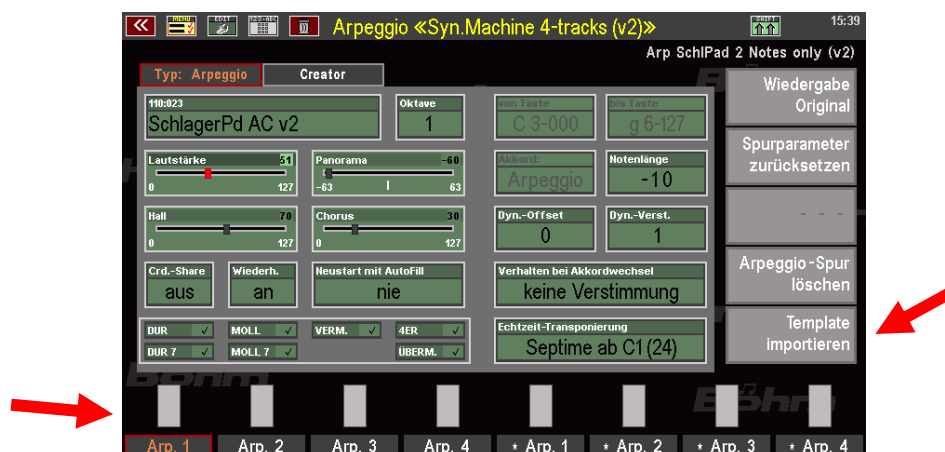 MENU
EDIT
SHIFT
15:39
Arpeggio «Syn.Machine 4-tracks (v2)»
Arp SchlPad 2 Notes only (v2)
Typ: Arpeggio
Creator
110:023
SchlagerPd AC v2
Oktave
1
von Taste
C 3-000
bis Taste
g 6-127
Lautstärke 51
0 127
Panorama -60
-63 63
Akkord:
Arpeggio
Notenlänge
-10
Hall 70
0 127
Chorus 30
0 127
Dyn.-Offset
0
Dyn.-Verst.
1
Crd.-Share
aus
Wiederh.
an
Neustart mit AutoFill
nie
Verhalten bei Akkordwechsel
keine Verstimmung
DUR ✓ MOLL ✓ VERM. ✓ 4ER ✓
DUR 7 ✓ MOLL 7 ✓ ÜBERM. ✓
Echtzeit-Transponierung
Septime ab C1(24)
Wiedergabe
Original
Spurparameter
zurücksetzen
- - -
Arpeggio-Spur
löschen
Template
importieren
Böhm
Böhm
Arp. 1 Arp. 2 Arp. 3 Arp. 4 * Arp. 1 * Arp. 2 * Arp. 3 * Arp. 4